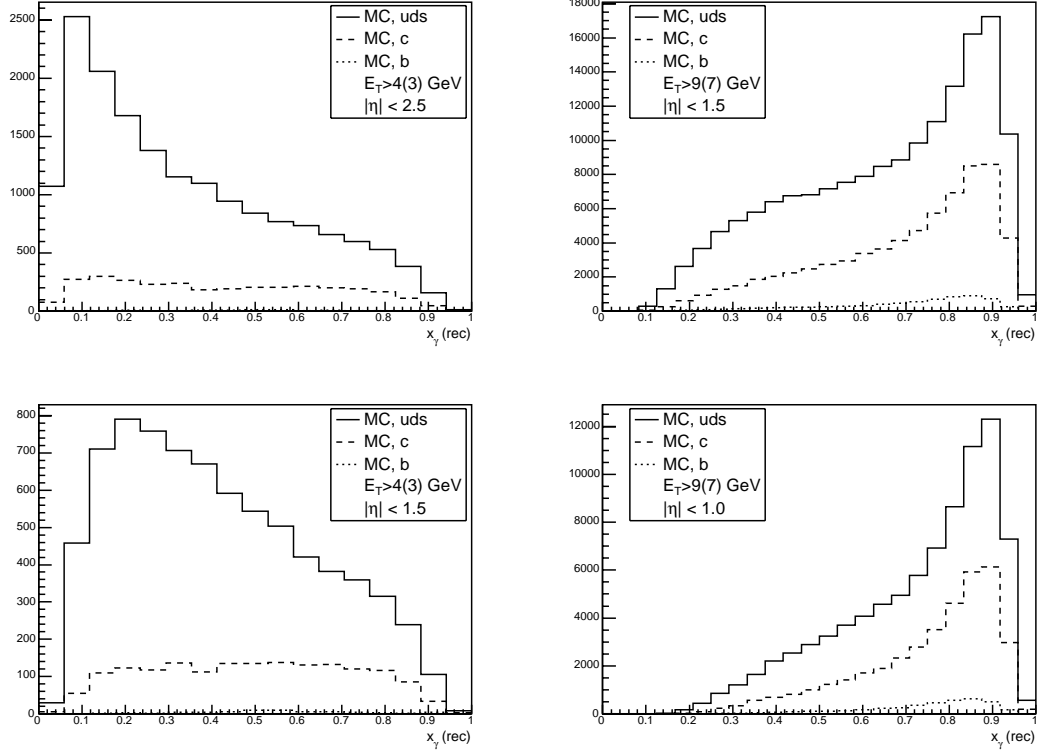 MC, uds
MC, c
MC, b
E_T>4(3) GeV
|η| < 2.5
2500
2000
1500
1000
500
0
0 0.1 0.2 0.3 0.4 0.5 0.6 0.7 0.8 0.9 1
x_γ (rec)
MC, uds
MC, c
MC, b
E_T>9(7) GeV
|η| < 1.5
18000
16000
14000
12000
10000
8000
6000
4000
2000
0
0 0.1 0.2 0.3 0.4 0.5 0.6 0.7 0.8 0.9 1
x_γ (rec)
MC, uds
MC, c
MC, b
E_T>4(3) GeV
|η| < 1.5
800
700
600
500
400
300
200
100
0
0 0.1 0.2 0.3 0.4 0.5 0.6 0.7 0.8 0.9 1
x_γ (rec)
MC, uds
MC, c
MC, b
E_T>9(7) GeV
|η| < 1.0
12000
10000
8000
6000
4000
2000
0
0 0.1 0.2 0.3 0.4 0.5 0.6 0.7 0.8 0.9 1
x_γ (rec)